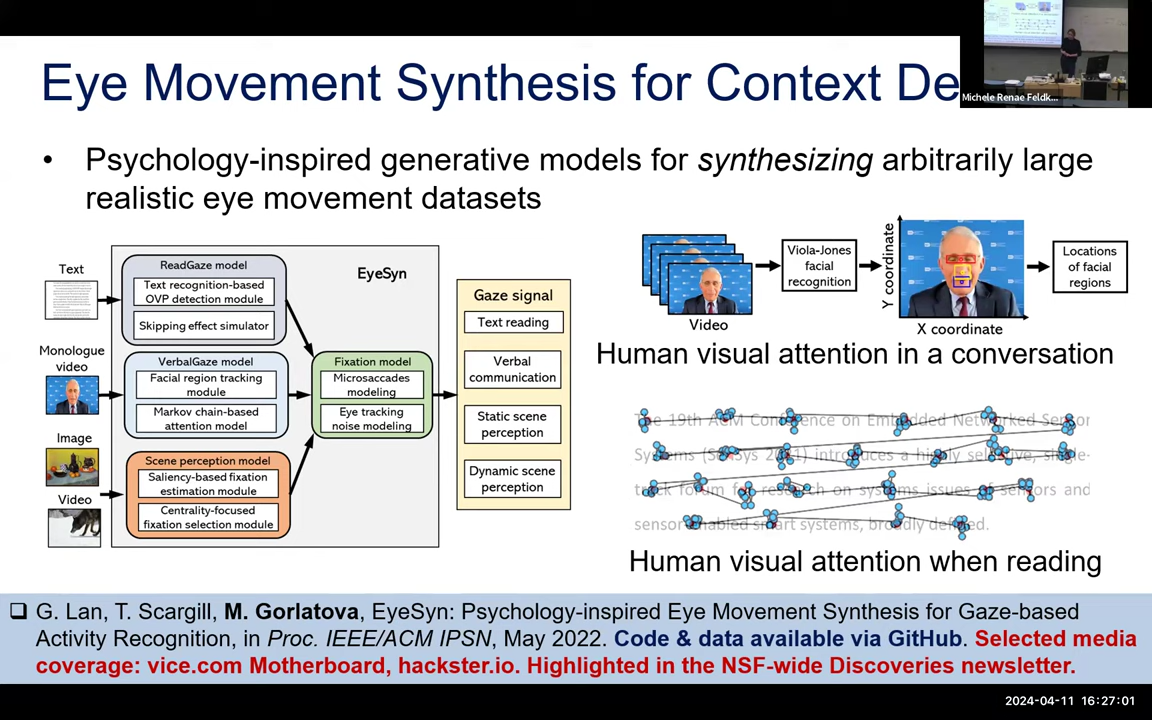 Eye Movement Synthesis for Context De
Michele Renae Feldk...
• Psychology-inspired generative models for synthesizing arbitrarily large
realistic eye movement datasets
Text
Monologue
video
Image
Video
EyeSyn
ReadGaze model
Text recognition-based
OVP detection module
Skipping effect simulator
VerbalGaze model
Facial region tracking
module
Markov chain-based
attention model
Scene perception model
Saliency-based fixation
estimation module
Centrality-focused
fixation selection module
Fixation model
Microsaccades
modeling
Eye tracking
noise modeling
Gaze signal
Text reading
Verbal
communication
Static scene
perception
Dynamic scene
perception
Video
Viola-Jones
facial
recognition
Y coordinate
X coordinate
Locations
of facial
regions
Human visual attention in a conversation
The 19th ACM Conference on Embedded Networked Sensor
Systems (SenSys 2021) introduces a highly selective, single-
track forum for research on systems issues of sensors and
sensor-enabled smart systems, broadly defined.
Human visual attention when reading
❑ G. Lan, T. Scargill, M. Gorlatova, EyeSyn: Psychology-inspired Eye Movement Synthesis for Gaze-based
Activity Recognition, in Proc. IEEE/ACM IPSN, May 2022. Code & data available via GitHub. Selected media
coverage: vice.com Motherboard, hackster.io. Highlighted in the NSF-wide Discoveries newsletter.
2024-04-11 16:27:01